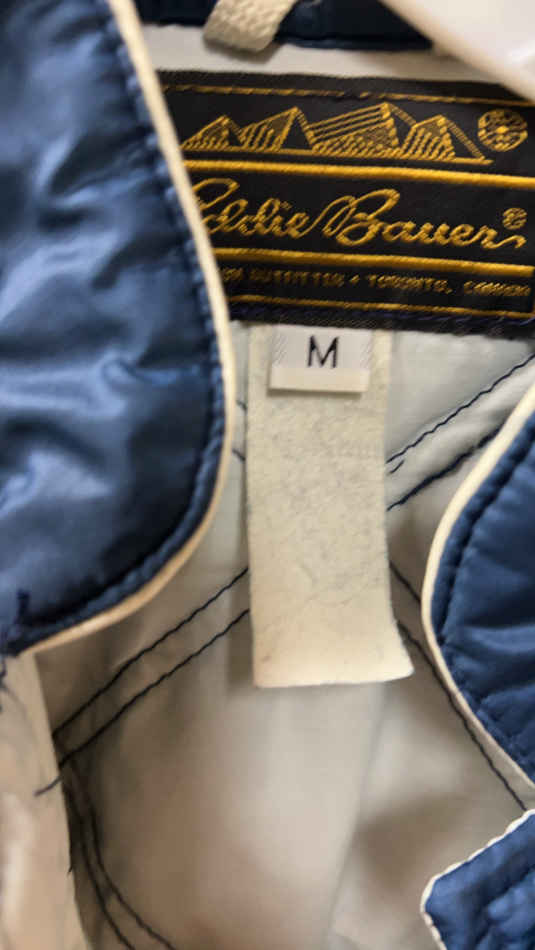 Eddie Bauer
OUTFITTER • TORONTO, CANADA
M